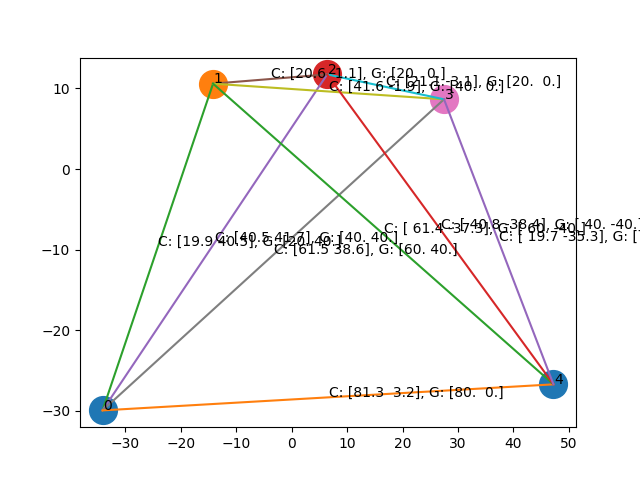 2
1
C: [20.6 1.1], G: [20. 0.]
C: [21.1 -3.1], G: [20. 0.]
C: [41.6 -1.9], G: [40. 0.]
3
10
0
C: [-40.8 -38.4], G: [ 40. -40.]
C: [ 61.4 -37.3], G: [ 60. -40.]
C: [ 19.7 -35.3], G: [
C: [40.5 41.7], G: [40. 40.]
C: [19.9 40.5], G: [20. 40.]
C: [61.5 38.6], G: [60. 40.]
−10
−20
4
C: [81.3 3.2], G: [80. 0.]
0
−30
−30 −20 −10 0 10 20 30 40 50